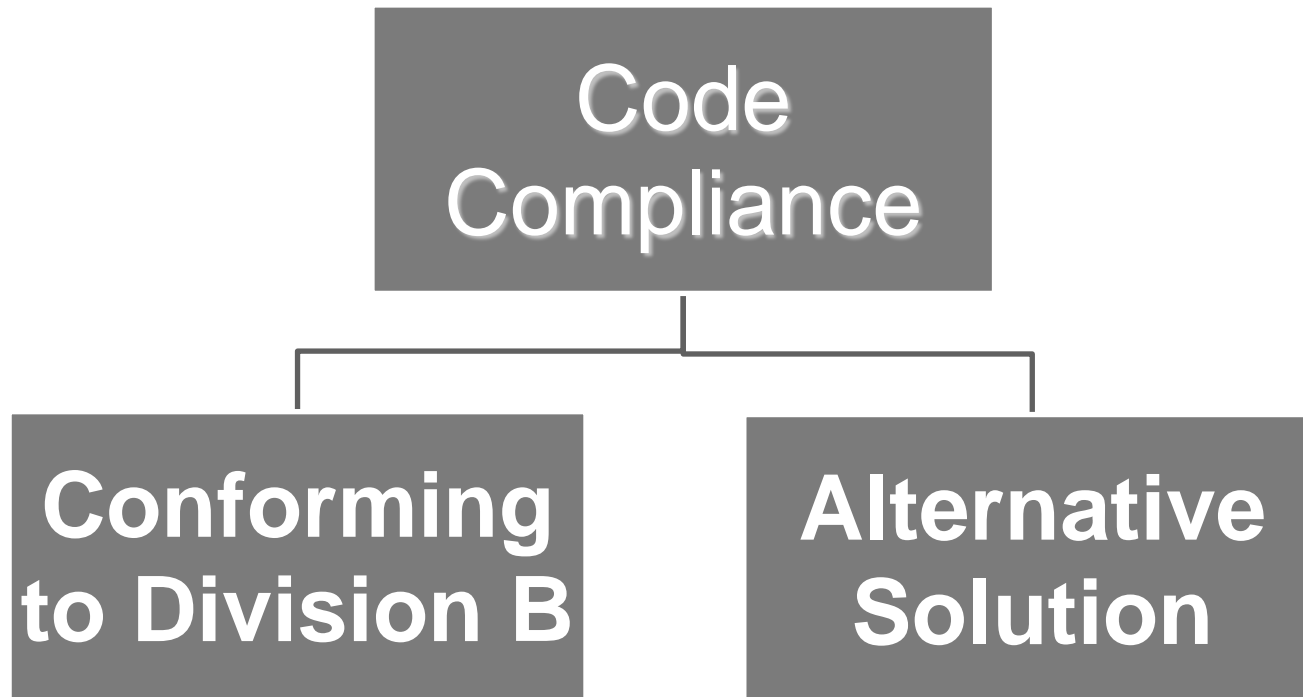 Code
Compliance
Conforming
to Division B
Alternative
Solution